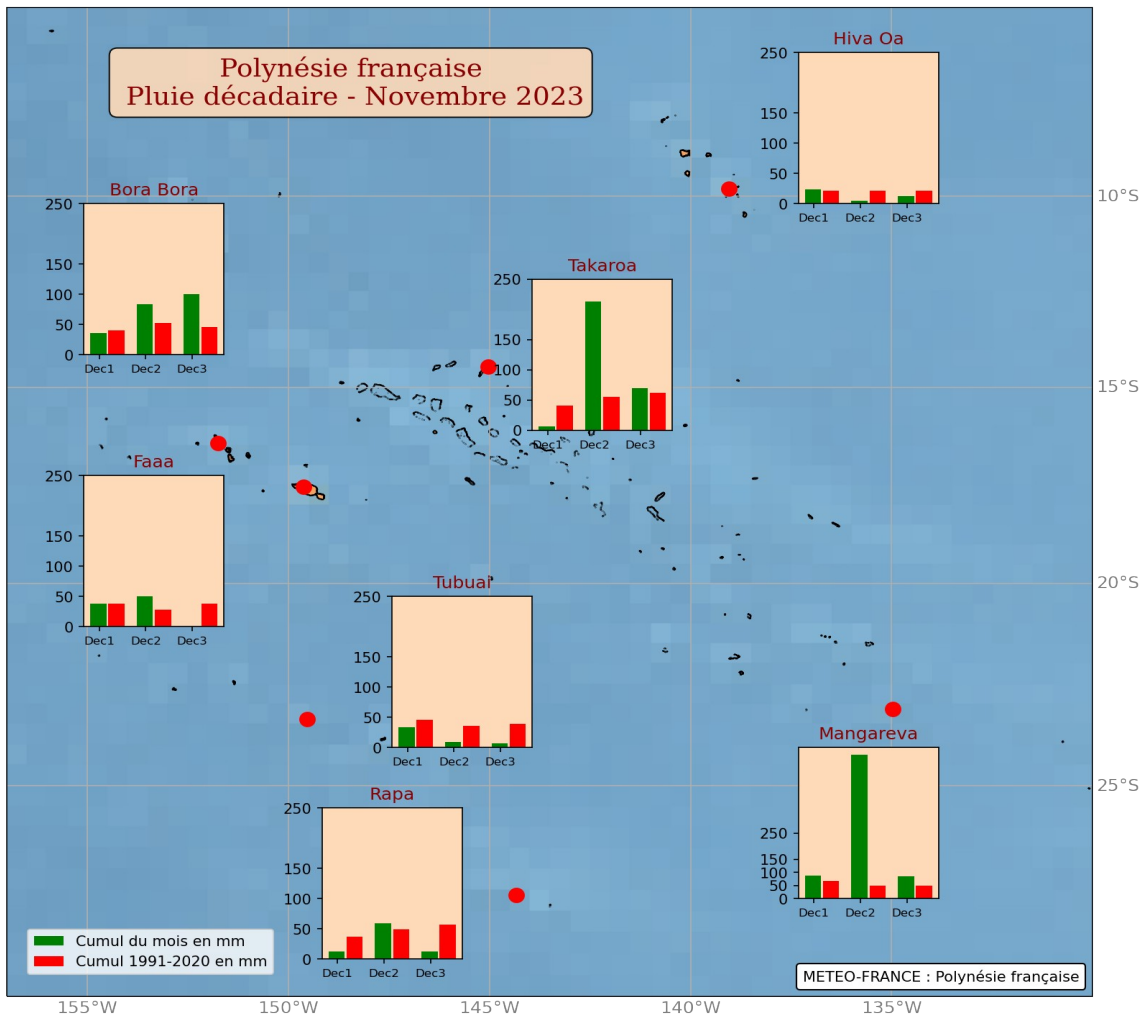 Polynésie française
Pluie décadaire - Novembre 2023
Hiva Oa
250
150
100
50
0
Dec1 Dec2 Dec3
10°S
Bora Bora
250
150
100
50
0
Dec1 Dec2 Dec3
Takaroa
250
150
100
50
0
Dec1 Dec2 Dec3
15°S
Faaa
250
150
100
50
0
Dec1 Dec2 Dec3
20°S
Tubuai
250
150
100
50
0
Dec1 Dec2 Dec3
Mangareva
250
150
100
50
0
Dec1 Dec2 Dec3
25°S
Rapa
250
150
100
50
0
Dec1 Dec2 Dec3
Cumul du mois en mm
Cumul 1991-2020 en mm
METEO-FRANCE : Polynésie française
155°W 150°W 145°W 140°W 135°W